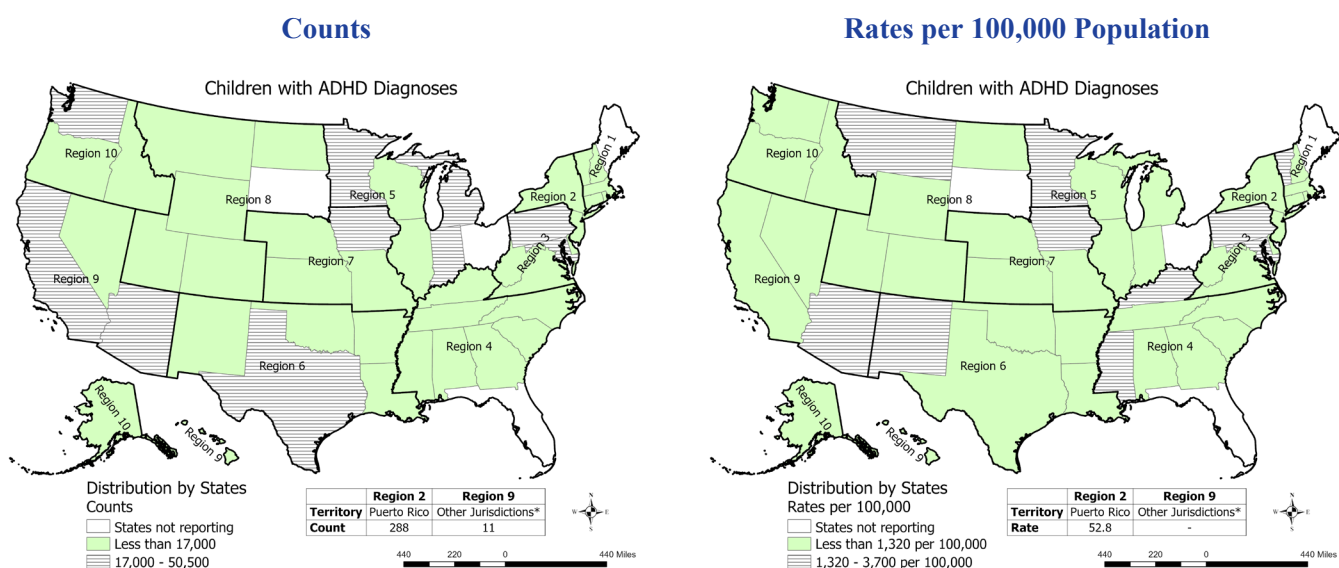 Counts
Children with ADHD Diagnoses
Region 10
Region 8
Region 5
Region 1
Region 2
Region 3
Region 7
Region 9
Region 6
Region 4
Region 10
Region 9
Distribution by States
Counts
States not reporting
Less than 17,000
17,000 - 50,500
Region 2 Region 9
Territory Puerto Rico Other Jurisdictions*
Count 288 11
N
W E
S
440 220 0 440 Miles
Rates per 100,000 Population
Children with ADHD Diagnoses
Region 10
Region 8
Region 5
Region 1
Region 2
Region 3
Region 7
Region 9
Region 6
Region 4
Region 10
Region 9
Distribution by States
Rates per 100,000
States not reporting
Less than 1,320 per 100,000
1,320 - 3,700 per 100,000
Region 2 Region 9
Territory Puerto Rico Other Jurisdictions*
Rate 52.8 -
N
W E
S
440 220 0 440 Miles